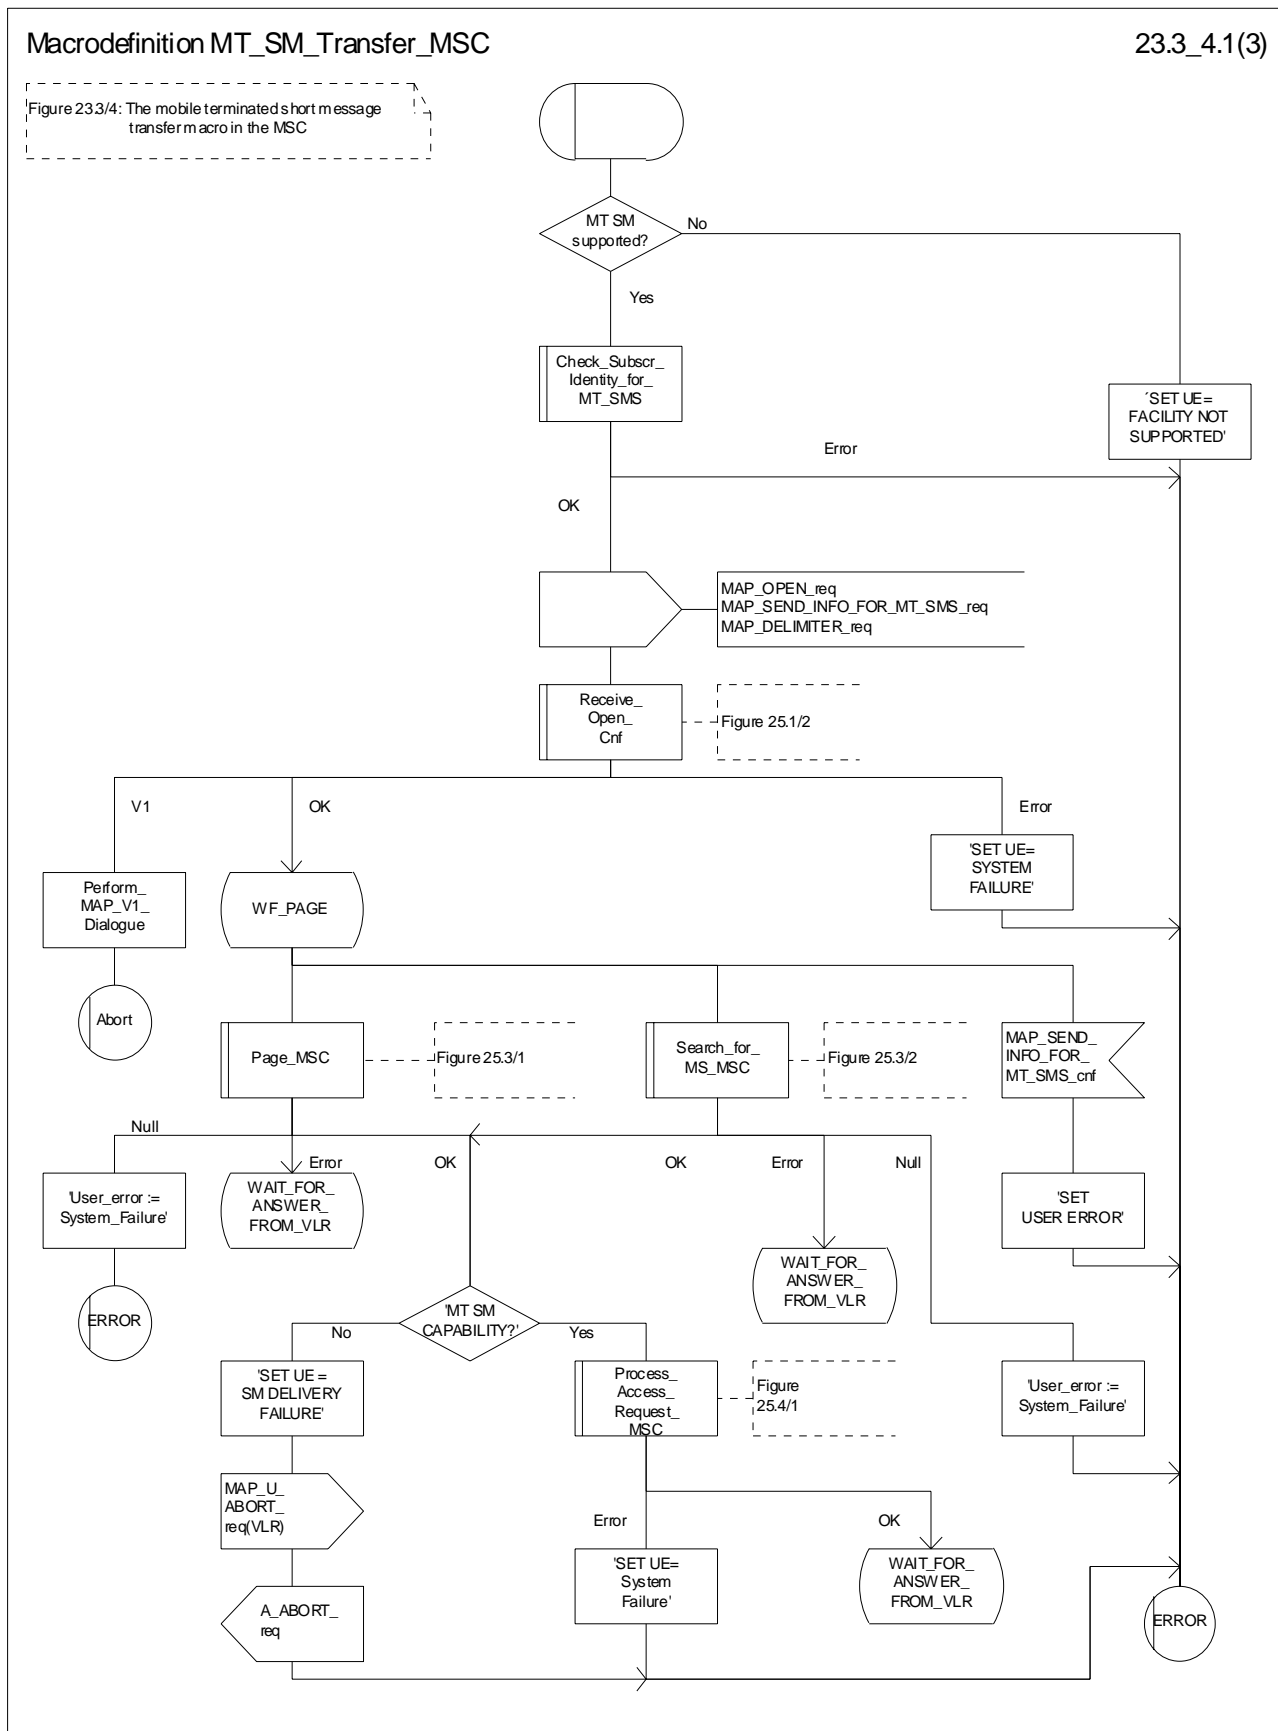 Macrodefinition MT_SM_Transfer_MSC
23.3_4.1(3)
Figure 23.3/4: The mobile terminated short message
transfer macro in the MSC
MT SM
supported?
No
Yes
Check_Subscr_
Identity_for_
MT_SMS
´SET UE=
FACILITY NOT
SUPPORTED'
Error
OK
MAP_OPEN_req
MAP_SEND_INFO_FOR_MT_SMS_req
MAP_DELIMITER_req
Receive_
Open_
Cnf
Figure 25.1/2
V1
OK
Error
Perform_
MAP_V1_
Dialogue
WF_PAGE
'SET UE=
SYSTEM
FAILURE'
Abort
Page_MSC
Figure 25.3/1
Search_for_
MS_MSC
Figure 25.3/2
MAP_SEND_
INFO_FOR_
MT_SMS_cnf
Null
Error
OK
OK
Error
Null
'User_error :=
System_Failure'
WAIT_FOR_
ANSWER_
FROM_VLR
'SET
USER ERROR'
WAIT_FOR_
ANSWER_
FROM_VLR
ERROR
'MT SM
CAPABILITY?'
No
Yes
'SET UE =
SM DELIVERY
FAILURE'
Process_
Access_
Request_
MSC
Figure
25.4/1
'User_error :=
System_Failure'
MAP_U_
ABORT_
req(VLR)
Error
OK
'SET UE=
System
Failure'
WAIT_FOR_
ANSWER_
FROM_VLR
A_ABORT_
req
ERROR